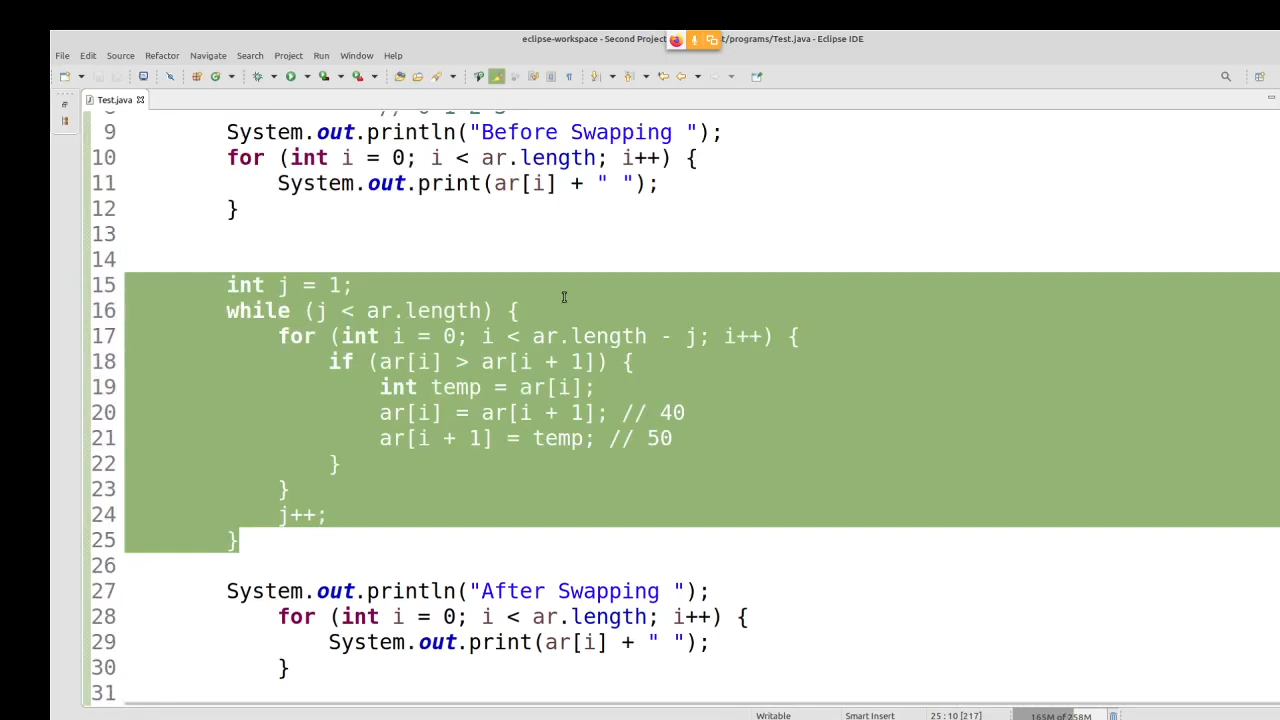 eclipse-workspace - Second Project t/programs/Test.java - Eclipse IDE
File Edit Source Refactor Navigate Search Project Run Window Help
Test.java
9 System.out.println("Before Swapping ");
10 for (int i = 0; i < ar.length; i++) {
11 System.out.print(ar[i] + " ");
12 }
13
14
15 int j = 1;
16 while (j < ar.length) {
17 for (int i = 0; i < ar.length - j; i++) {
18 if (ar[i] > ar[i + 1]) {
19 int temp = ar[i];
20 ar[i] = ar[i + 1]; // 40
21 ar[i + 1] = temp; // 50
22 }
23 }
24 j++;
25 }
26
27 System.out.println("After Swapping ");
28 for (int i = 0; i < ar.length; i++) {
29 System.out.print(ar[i] + " ");
30 }
31
Writable Smart Insert 25 : 10 [217] 165M of 258M